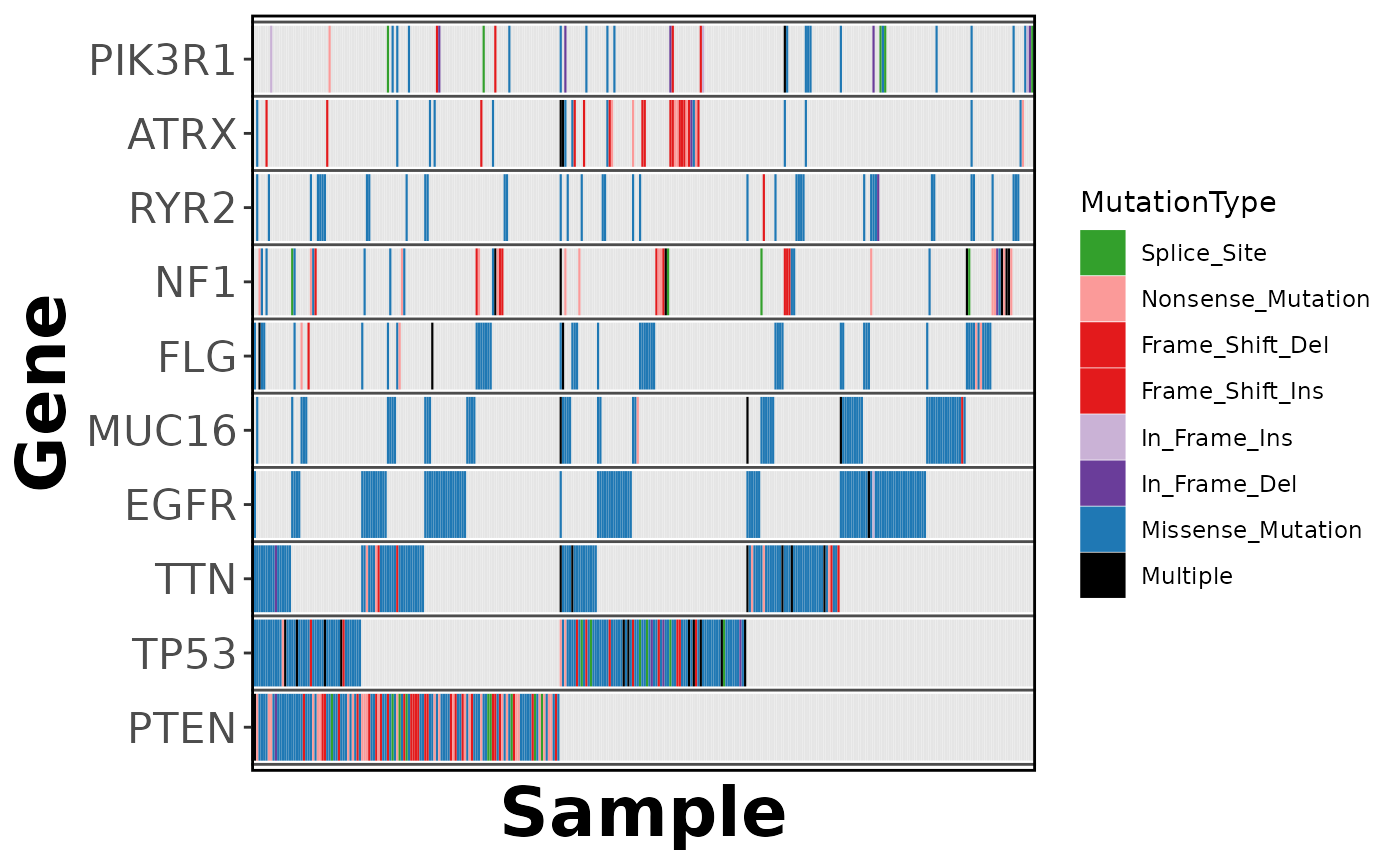 Gene
PIK3R1
ATRX
RYR2
NF1
FLG
MUC16
EGFR
TTN
TP53
PTEN
Sample
MutationType
Splice_Site
Nonsense_Mutation
Frame_Shift_Del
Frame_Shift_Ins
In_Frame_Ins
In_Frame_Del
Missense_Mutation
Multiple